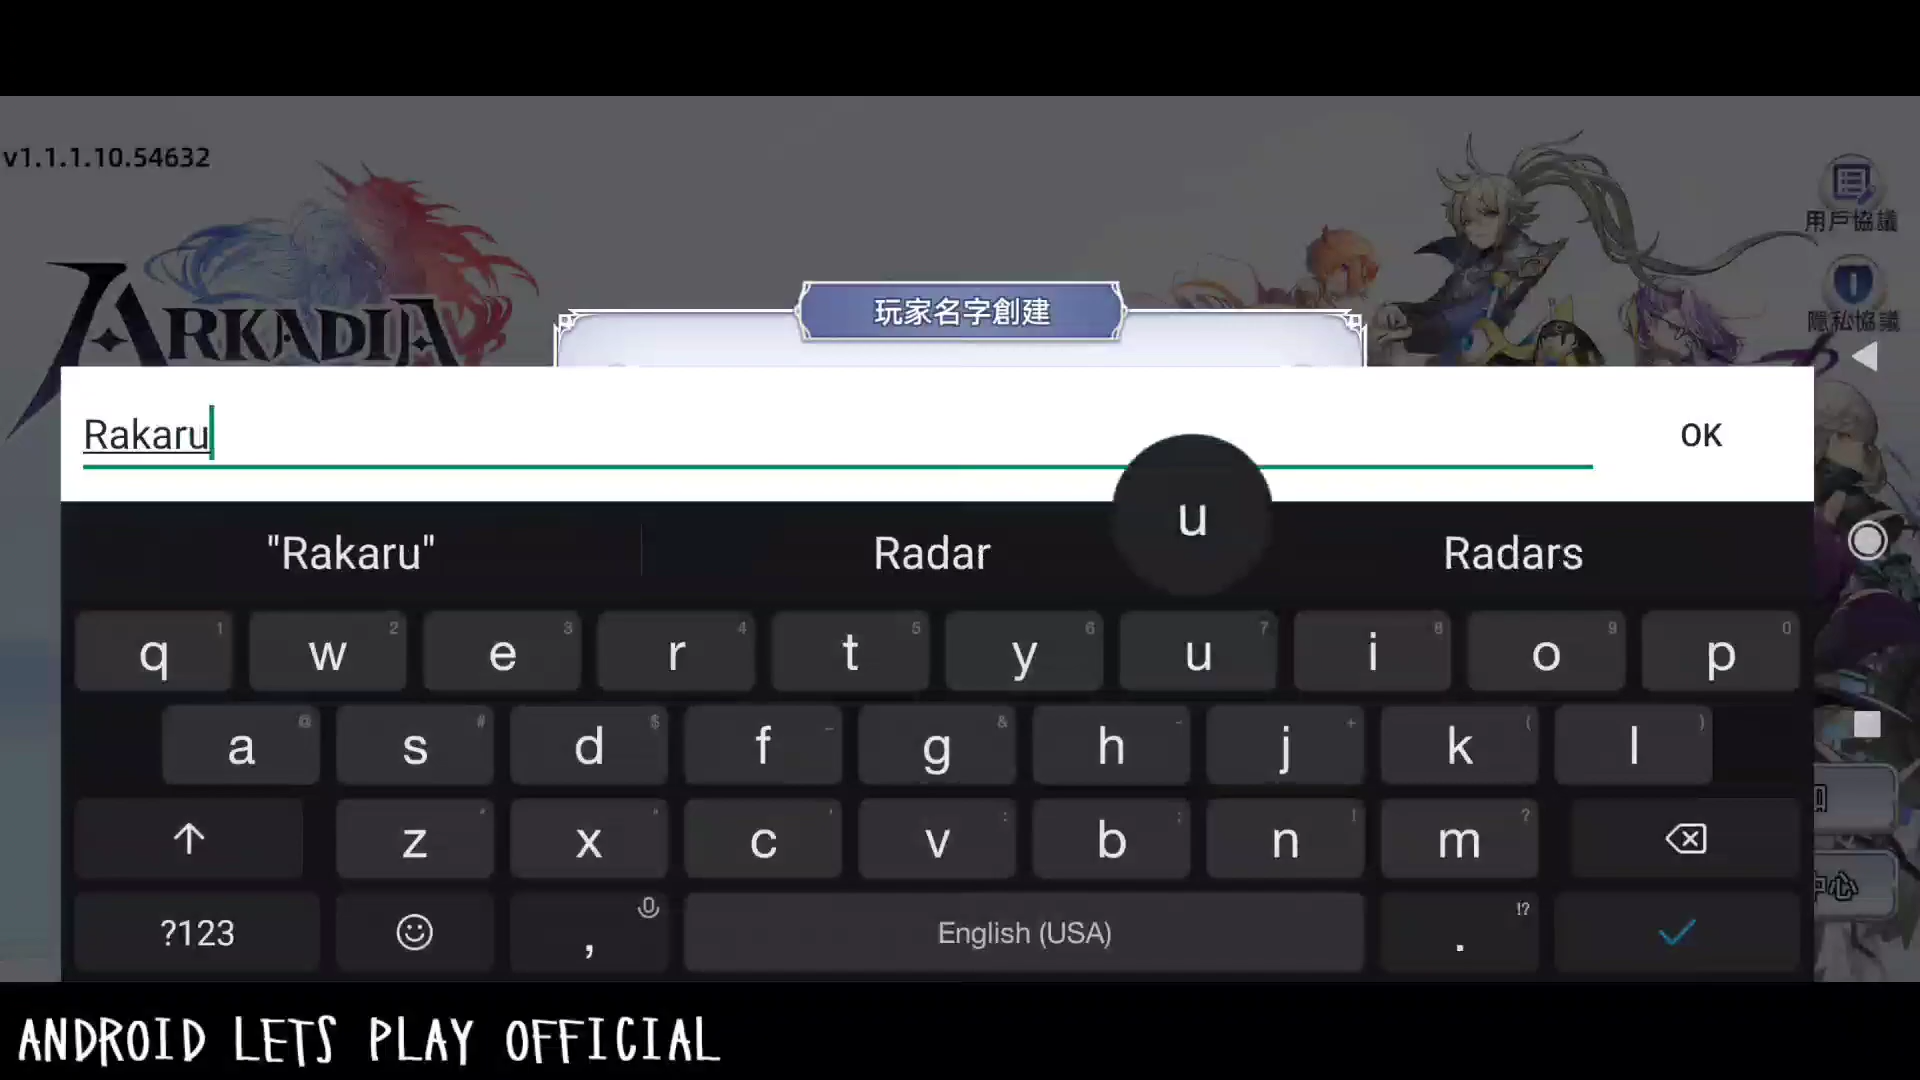 v1.1.1.10.54632
用戶協議
ARKADIA
玩家名字創建
隱私協議
Rakaru
OK
u
"Rakaru" Radar Radars
q 1 w 2 e 3 r 4 t 5 y 6 u 7 i 8 o 9 p 0
a @ s # d $ f _ g & h - j + k ( l )
z x c v : b ; n ! m ?
?123 , English (USA) . !?
中心
ANDROID LETS PLAY OFFICIAL